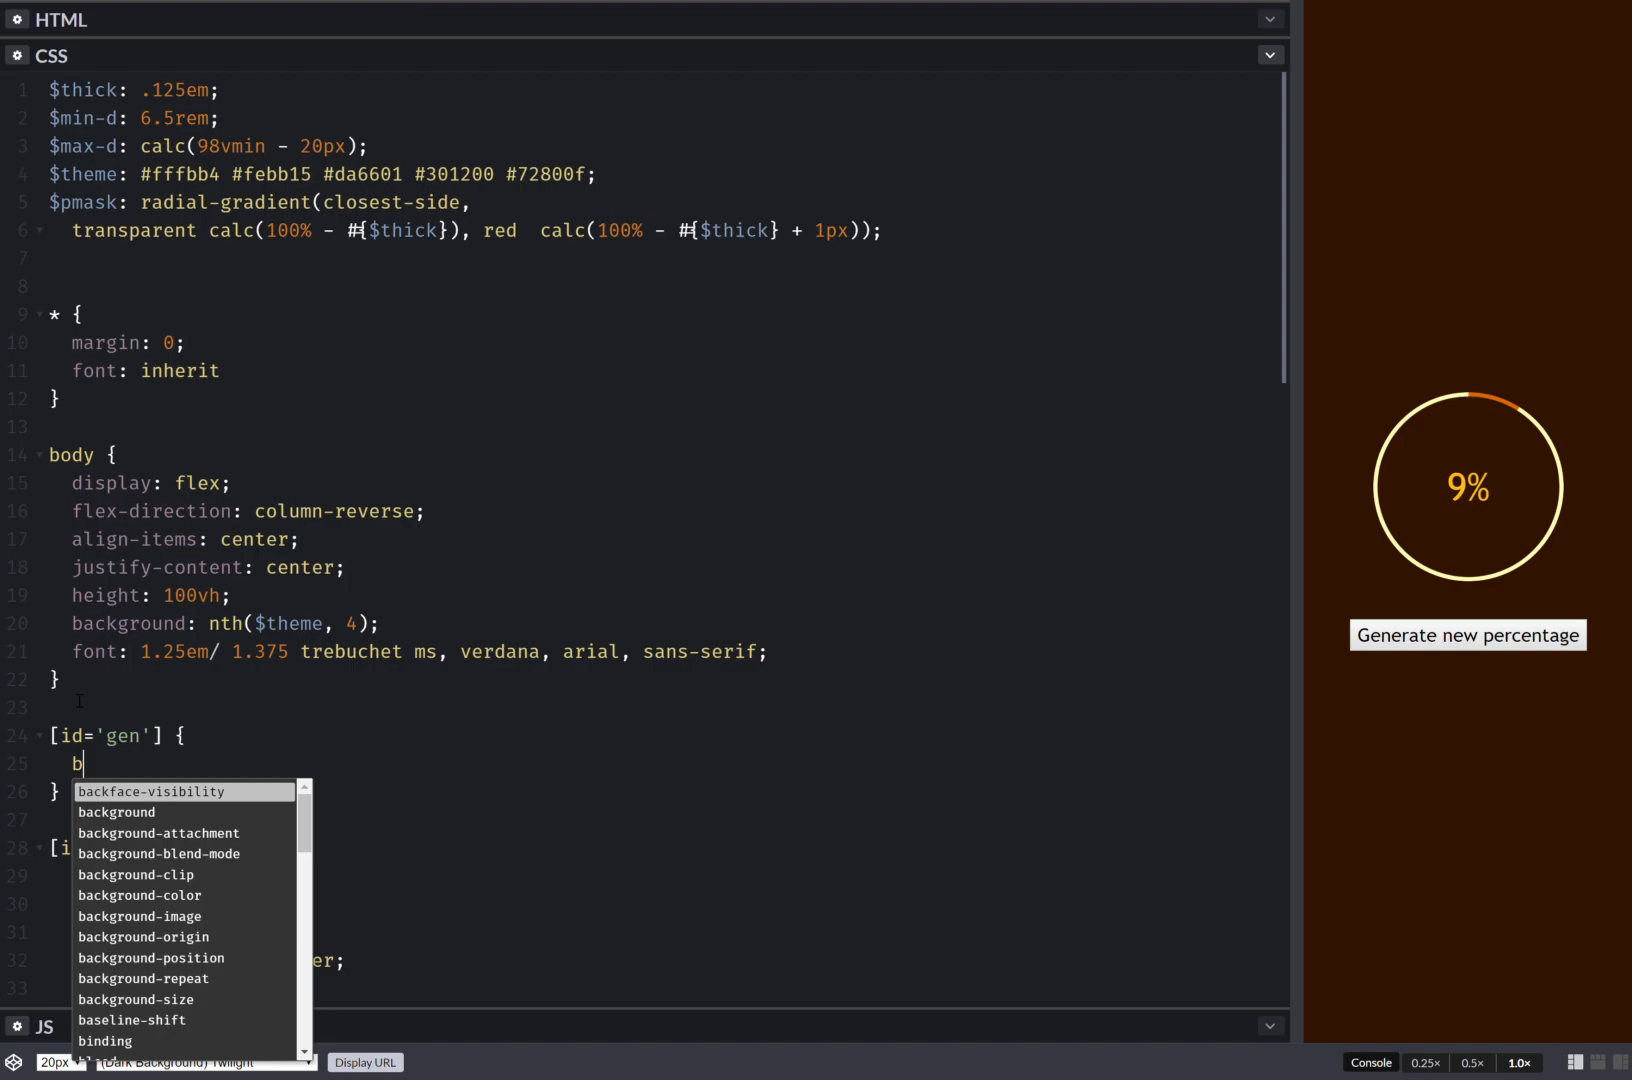 HTML
CSS
1 $thick: .125em;
2 $min-d: 6.5rem;
3 $max-d: calc(98vmin - 20px);
4 $theme: #fffbb4 #febb15 #da6601 #301200 #72800f;
5 $pmask: radial-gradient(closest-side,
6 transparent calc(100% - #{$thick}), red  calc(100% - #{$thick} + 1px));
7
8
9 * {
10 margin: 0;
11 font: inherit
12 }
13
14 body {
15 display: flex;
16 flex-direction: column-reverse;
17 align-items: center;
18 justify-content: center;
19 height: 100vh;
20 background: nth($theme, 4);
21 font: 1.25em/ 1.375 trebuchet ms, verdana, arial, sans-serif;
22 }
23
24 [id='gen'] {
25 b
26 }
27
28 [i
29
30
31
32 er;
33
backface-visibility
background
background-attachment
background-blend-mode
background-clip
background-color
background-image
background-origin
background-position
background-repeat
background-size
baseline-shift
binding
9%
Generate new percentage
JS
20px
(Dark Background) Twilight
Display URL
Console
0.25×
0.5×
1.0×